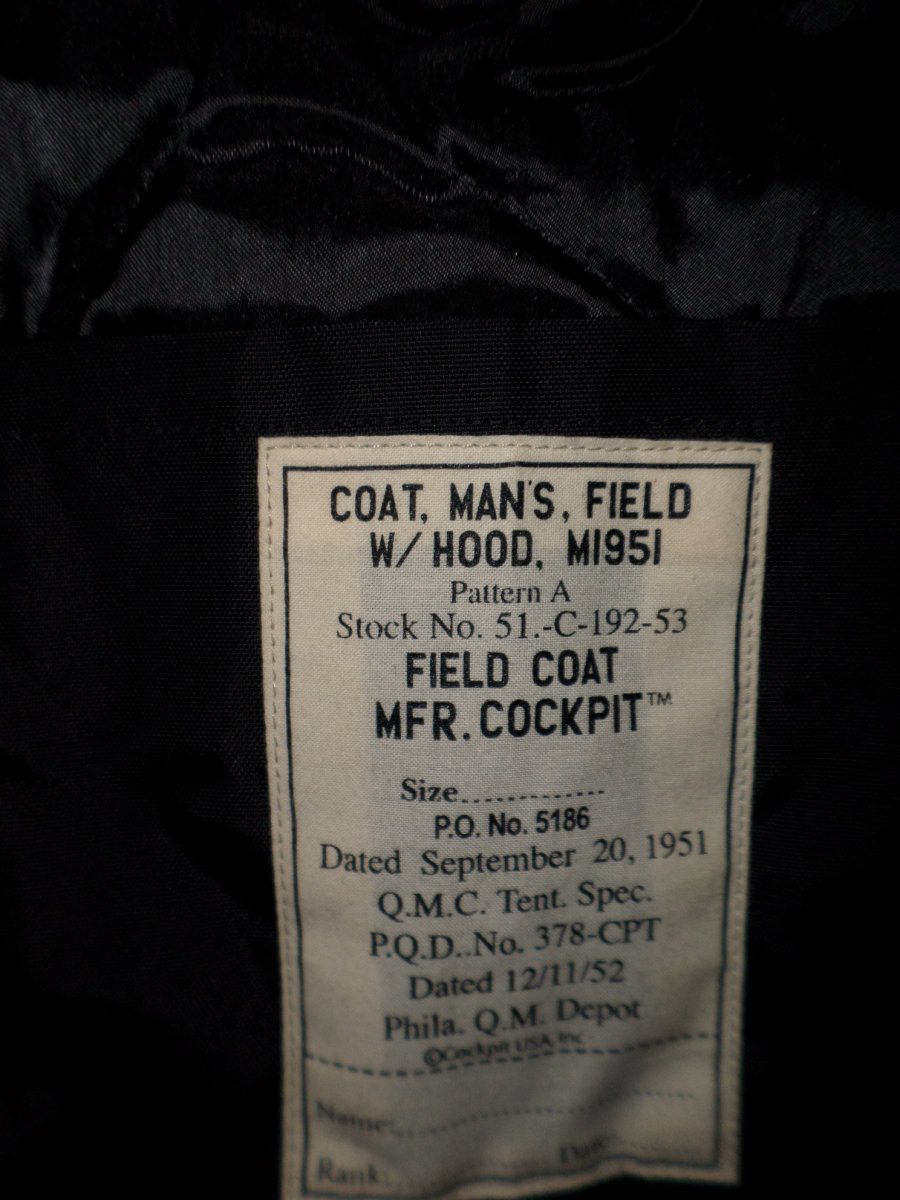 COAT, MAN'S, FIELD
W/ HOOD, M1951
Pattern A
Stock No. 51.-C-192-53
FIELD COAT
MFR. COCKPIT™
Size.............
P.O. No. 5186
Dated September 20, 1951
Q.M.C. Tent. Spec.
P.Q.D..No. 378-CPT
Dated 12/11/52
Phila. Q.M. Depot
©Cockpit USA, Inc
Name:
Rank: Date: